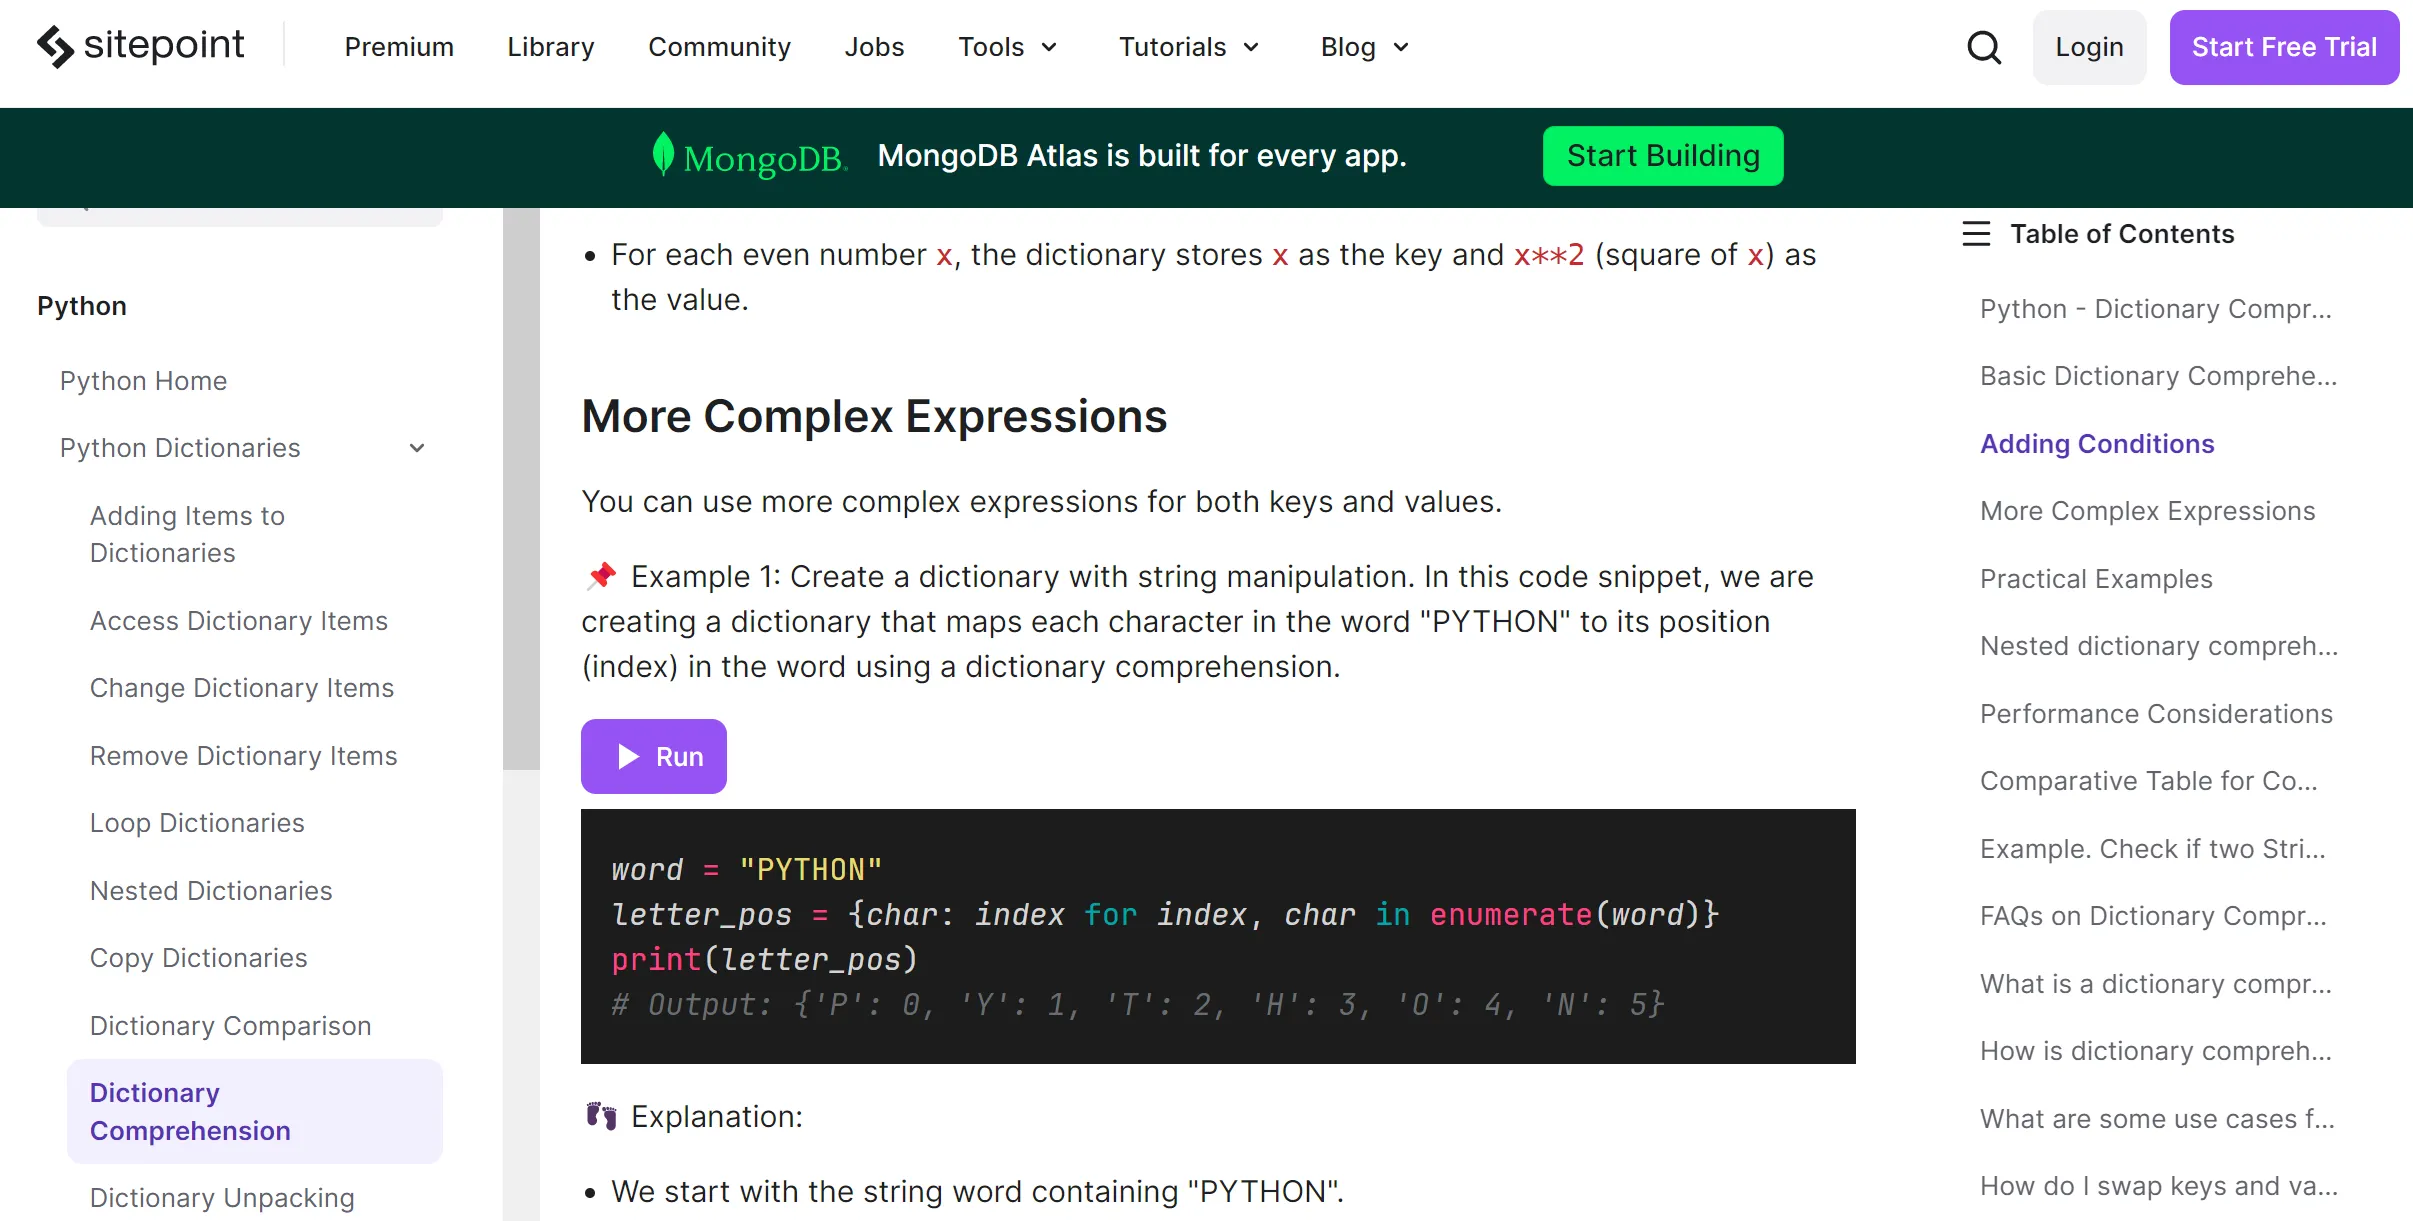 sitepoint
Premium
Library
Community
Jobs
Tools
Tutorials
Blog
Login
Start Free Trial
MongoDB
MongoDB Atlas is built for every app.
Start Building
Python
Python Home
Python Dictionaries
Adding Items to
Dictionaries
Access Dictionary Items
Change Dictionary Items
Remove Dictionary Items
Loop Dictionaries
Nested Dictionaries
Copy Dictionaries
Dictionary Comparison
Dictionary
Comprehension
Dictionary Unpacking
• For each even number x, the dictionary stores x as the key and x**2 (square of x) as
the value.
More Complex Expressions
You can use more complex expressions for both keys and values.
📌 Example 1: Create a dictionary with string manipulation. In this code snippet, we are
creating a dictionary that maps each character in the word "PYTHON" to its position
(index) in the word using a dictionary comprehension.
Run
word = "PYTHON"
letter_pos = {char: index for index, char in enumerate(word)}
print(letter_pos)
# Output: {'P': 0, 'Y': 1, 'T': 2, 'H': 3, 'O': 4, 'N': 5}
👣 Explanation:
• We start with the string word containing "PYTHON".
Table of Contents
Python - Dictionary Compr...
Basic Dictionary Comprehe...
Adding Conditions
More Complex Expressions
Practical Examples
Nested dictionary compreh...
Performance Considerations
Comparative Table for Co...
Example. Check if two Stri...
FAQs on Dictionary Compr...
What is a dictionary compr...
How is dictionary compreh...
What are some use cases f...
How do I swap keys and va...